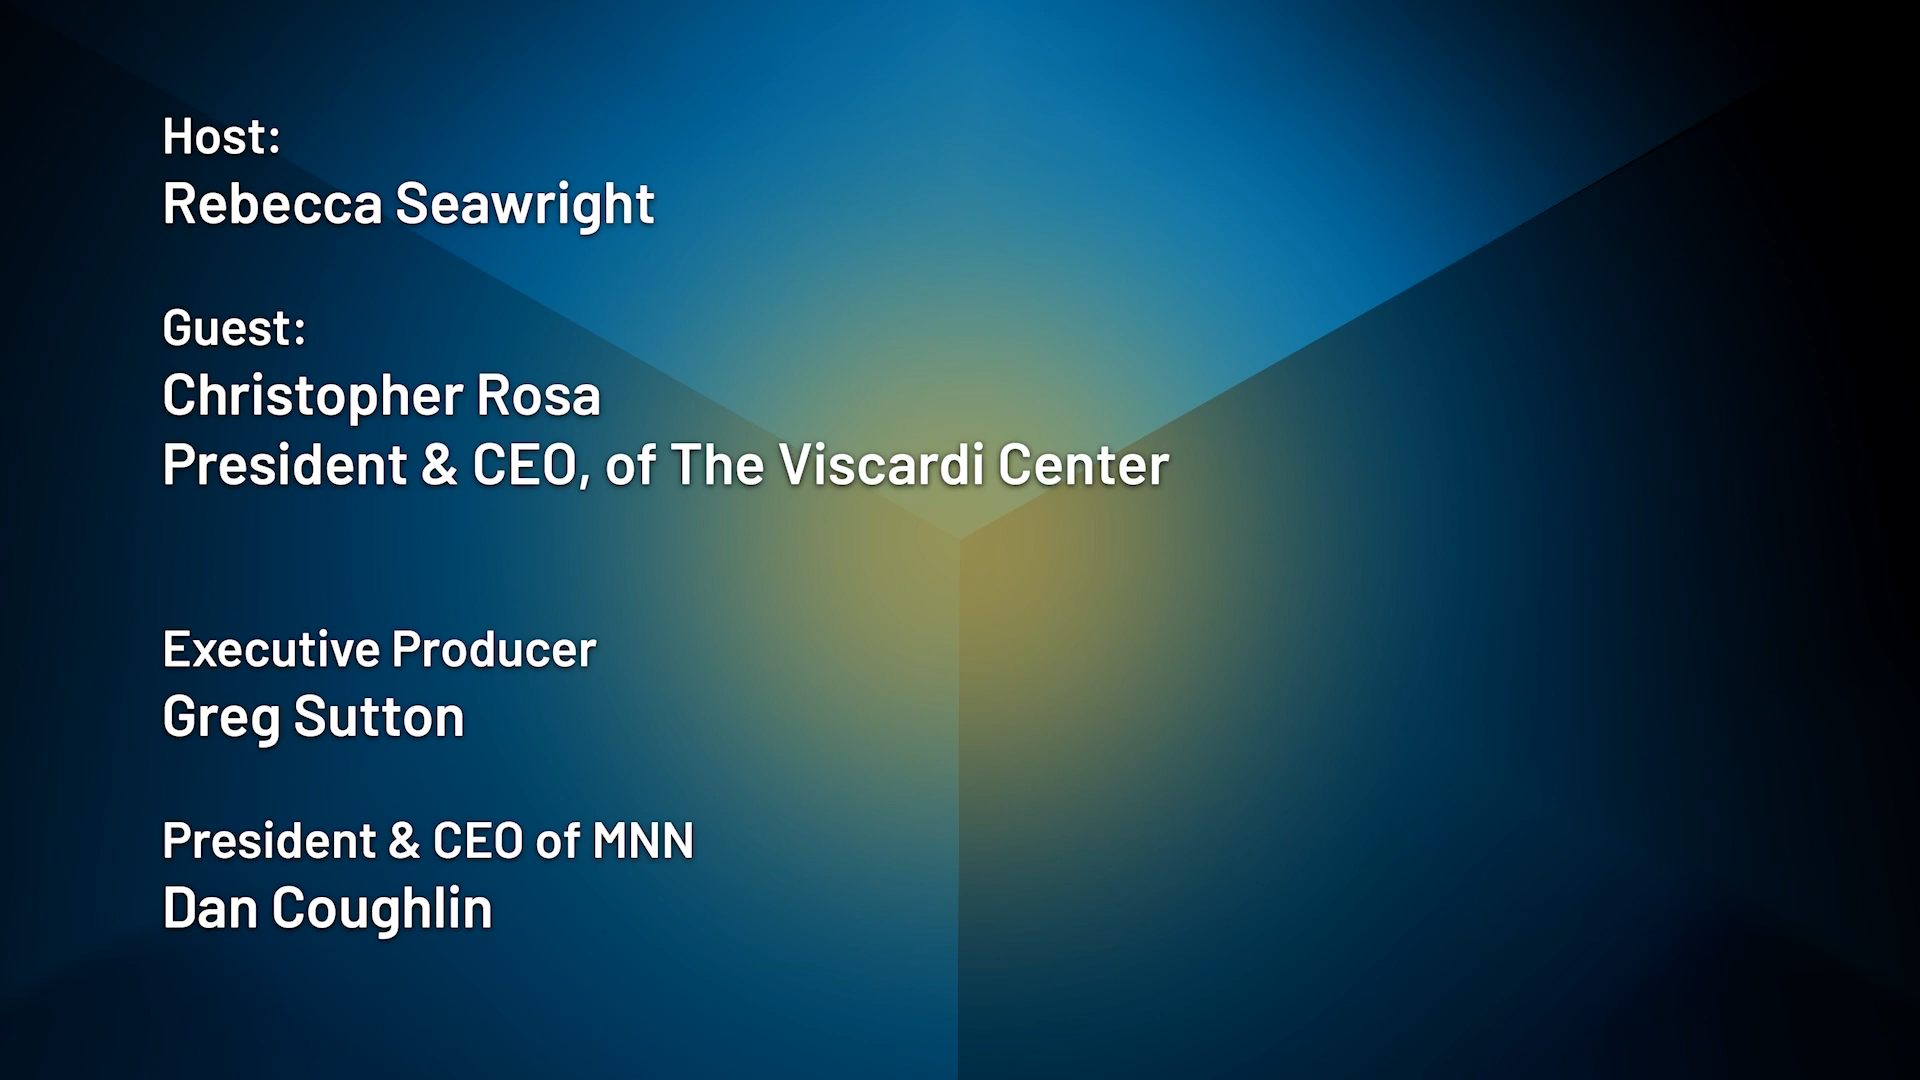 Host:
Rebecca Seawright
Guest:
Christopher Rosa
President & CEO, of The Viscardi Center
Executive Producer
Greg Sutton
President & CEO of MNN
Dan Coughlin